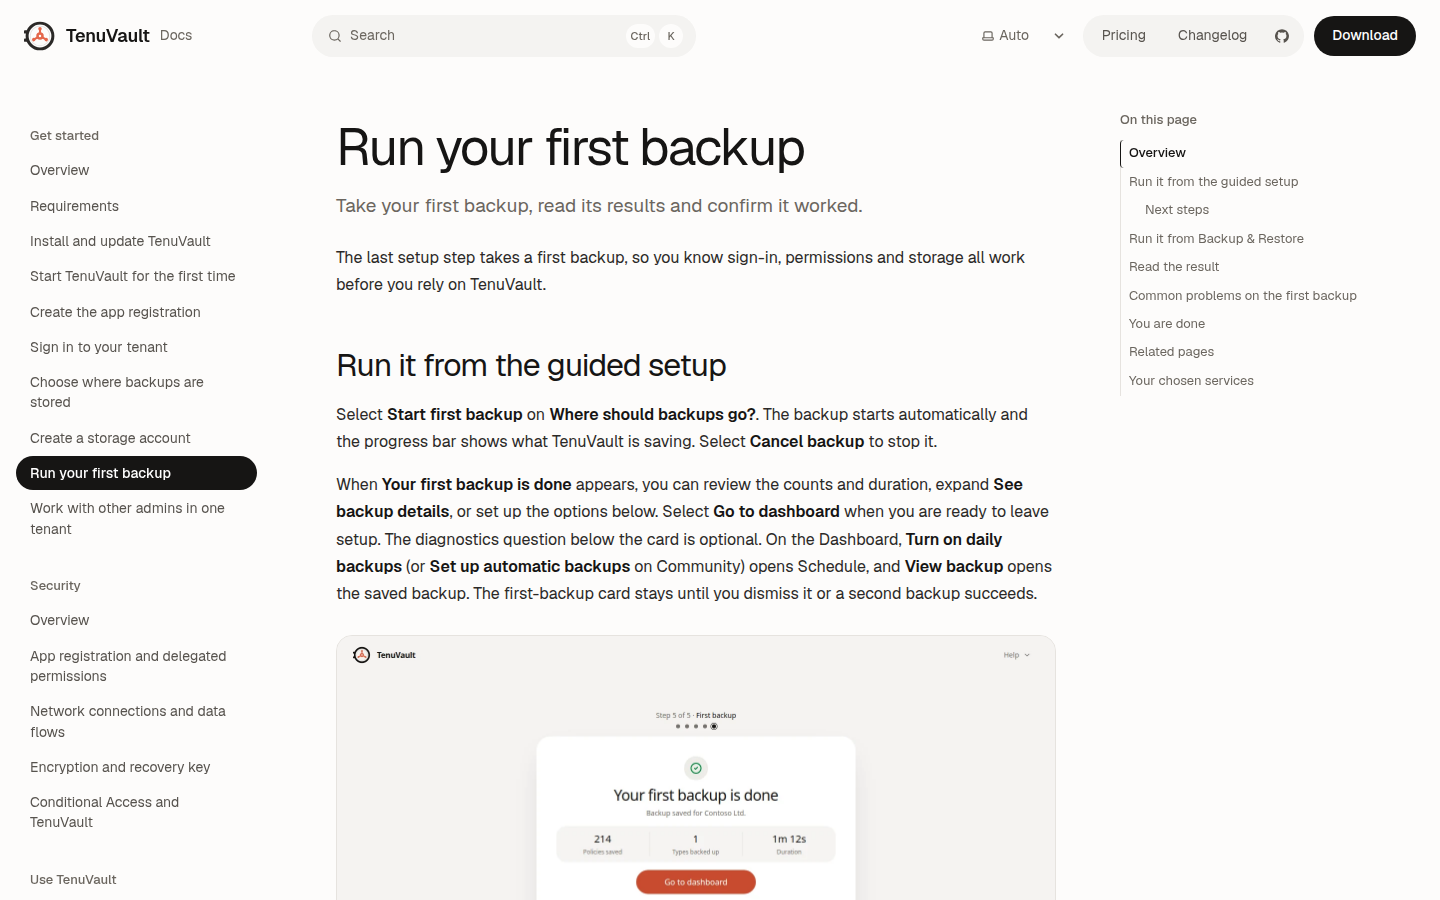 TenuVault Docs
Search
Ctrl K
Auto
Pricing
Changelog
Download
Get started
Overview
Requirements
Install and update TenuVault
Start TenuVault for the first time
Create the app registration
Sign in to your tenant
Choose where backups are
stored
Create a storage account
Run your first backup
Work with other admins in one
tenant
Security
Overview
App registration and delegated
permissions
Network connections and data
flows
Encryption and recovery key
Conditional Access and
TenuVault
Use TenuVault
Run your first backup
Take your first backup, read its results and confirm it worked.
The last setup step takes a first backup, so you know sign-in, permissions and storage all work
before you rely on TenuVault.
Run it from the guided setup
Select Start first backup on Where should backups go?. The backup starts automatically and
the progress bar shows what TenuVault is saving. Select Cancel backup to stop it.
When Your first backup is done appears, you can review the counts and duration, expand See
backup details, or set up the options below. Select Go to dashboard when you are ready to leave
setup. The diagnostics question below the card is optional. On the Dashboard, Turn on daily
backups (or Set up automatic backups on Community) opens Schedule, and View backup opens
the saved backup. The first-backup card stays until you dismiss it or a second backup succeeds.
TenuVault
Help
Step 5 of 5 · First backup
Your first backup is done
Backup saved for Contoso Ltd.
214
Policies saved
1
Types backed up
1m 12s
Duration
Go to dashboard
On this page
Overview
Run it from the guided setup
Next steps
Run it from Backup & Restore
Read the result
Common problems on the first backup
You are done
Related pages
Your chosen services